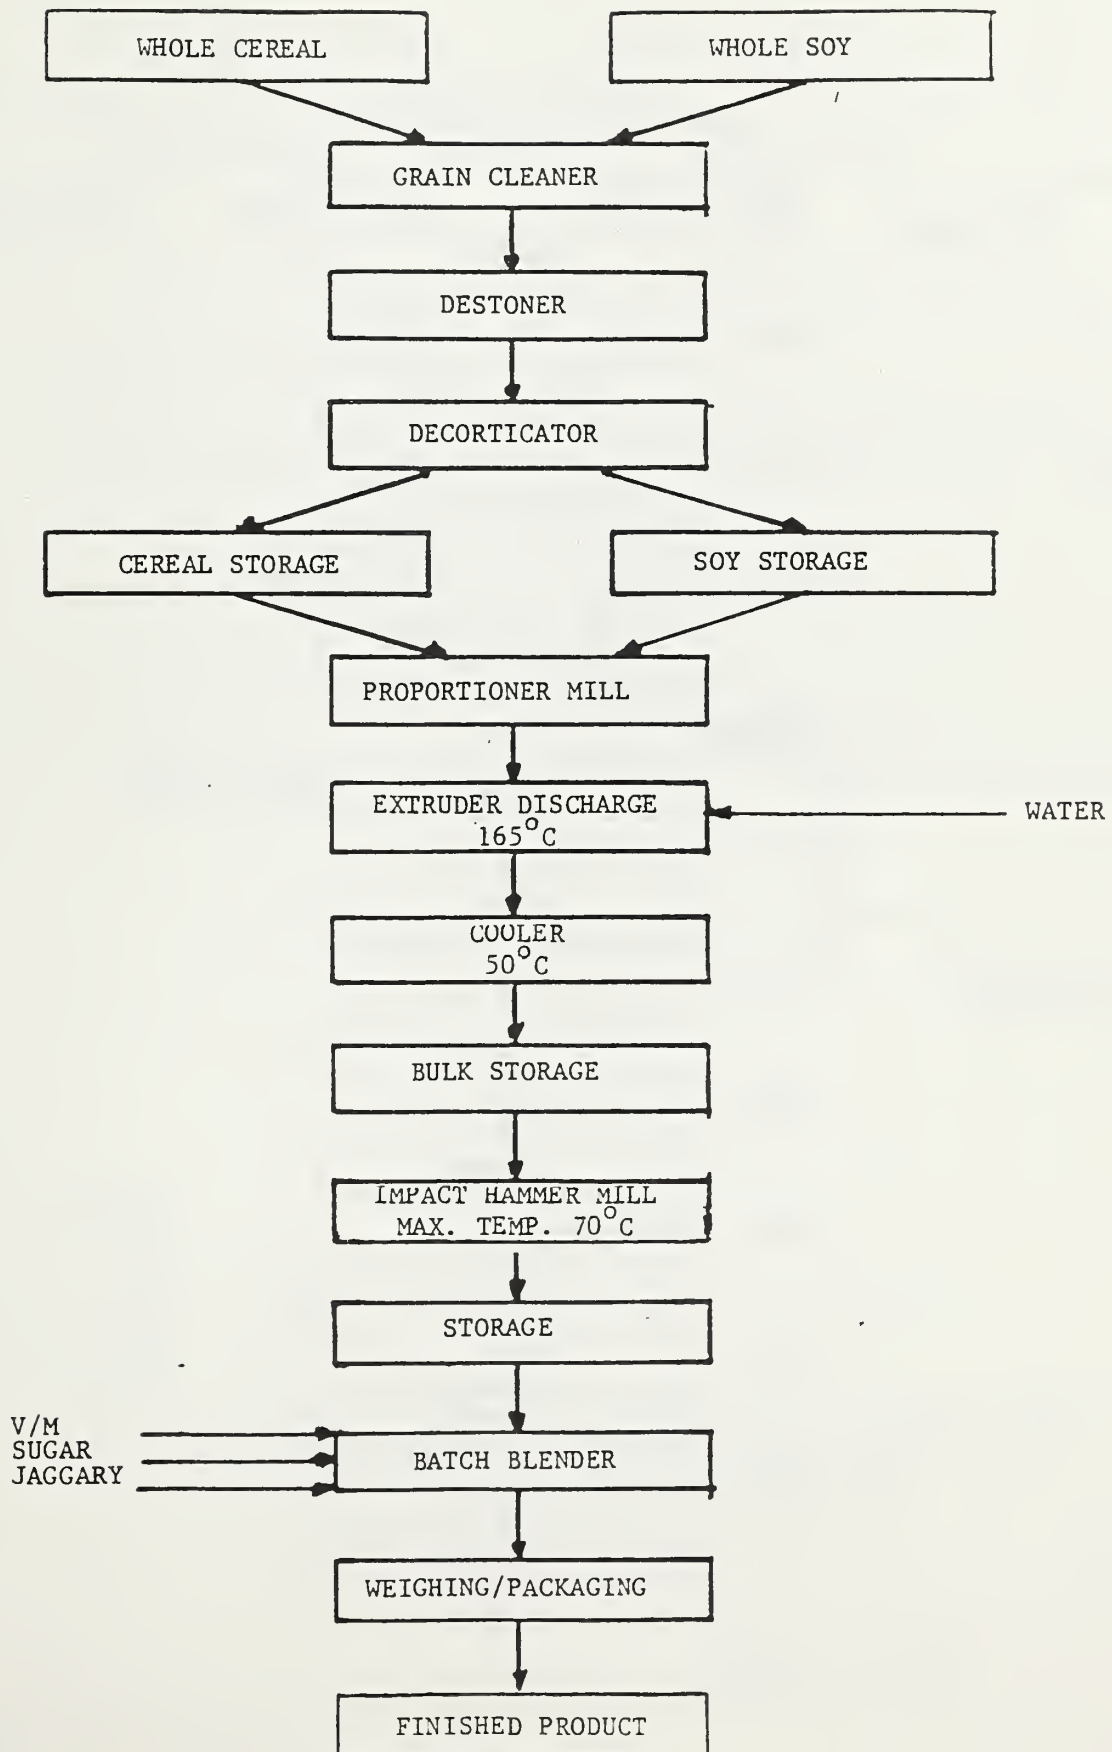 WHOLE CEREAL
WHOLE SOY
GRAIN CLEANER
DESTONER
DECORTICATOR
CEREAL STORAGE
SOY STORAGE
PROPORTIONER MILL
EXTRUDER DISCHARGE
165°C
WATER
COOLER
50°C
BULK STORAGE
IMPACT HAMMER MILL
MAX. TEMP. 70°C
STORAGE
V/M
SUGAR
JAGGARY
BATCH BLENDER
WEIGHING/PACKAGING
FINISHED PRODUCT